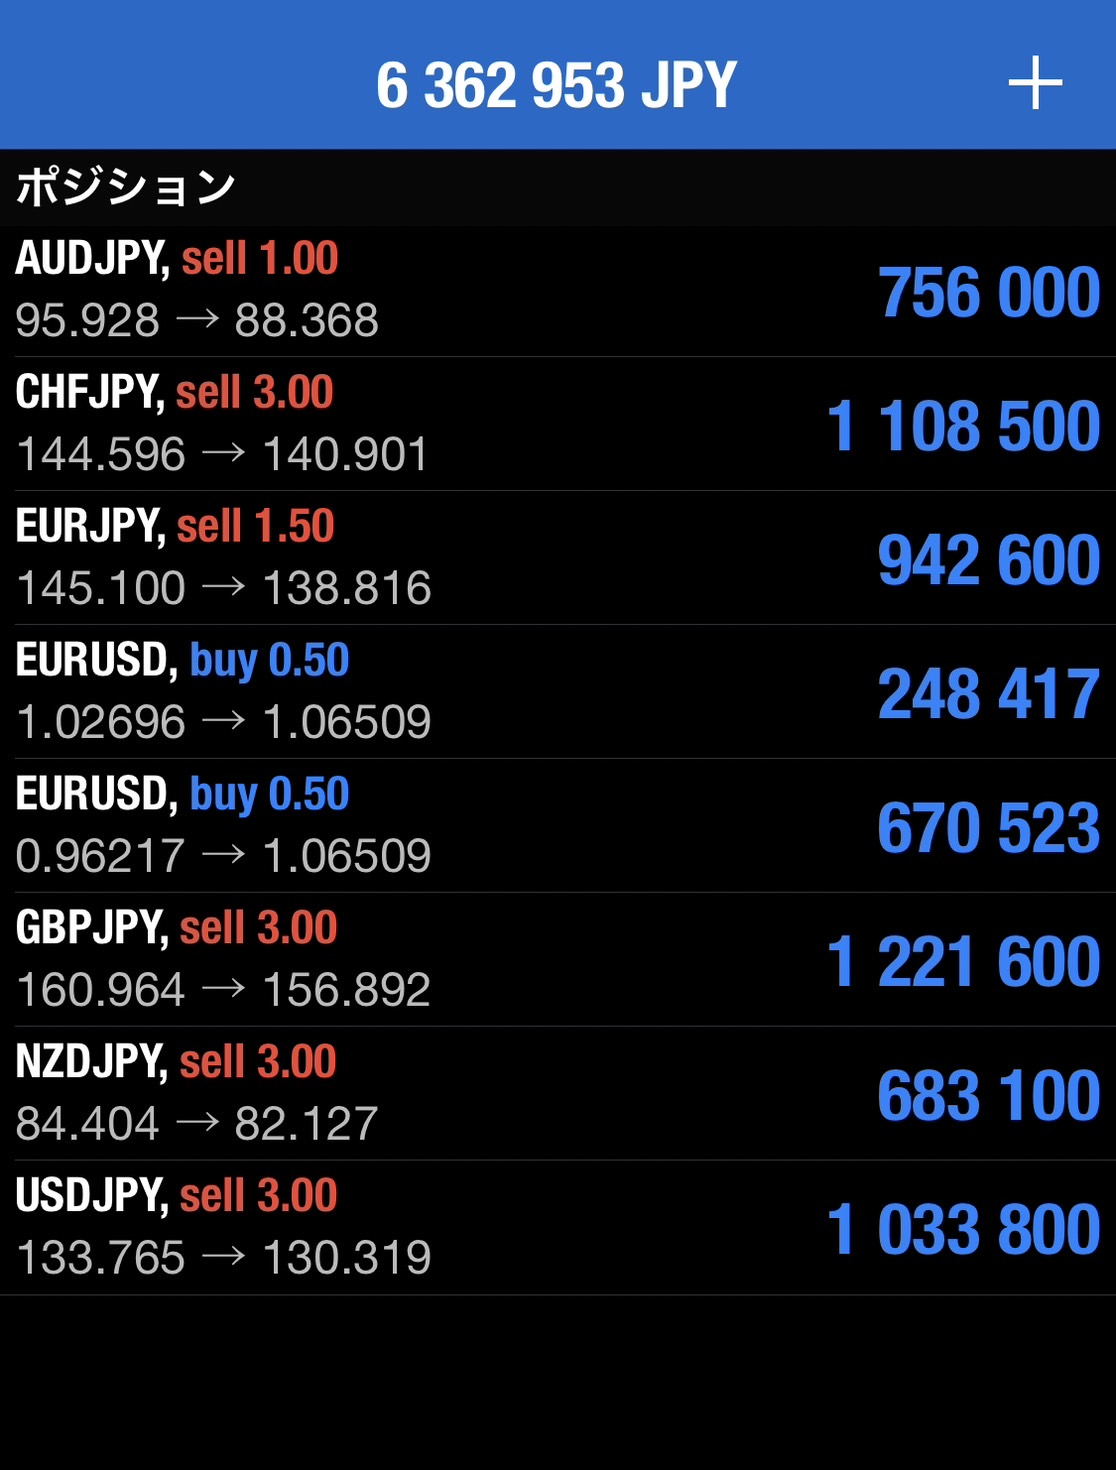 6 362 953 JPY
ポジション
AUDJPY, sell 1.00
95.928 → 88.368
756 000
CHFJPY, sell 3.00
144.596 → 140.901
1 108 500
EURJPY, sell 1.50
145.100 → 138.816
942 600
EURUSD, buy 0.50
1.02696 → 1.06509
248 417
EURUSD, buy 0.50
0.96217 → 1.06509
670 523
GBPJPY, sell 3.00
160.964 → 156.892
1 221 600
NZDJPY, sell 3.00
84.404 → 82.127
683 100
USDJPY, sell 3.00
133.765 → 130.319
1 033 800